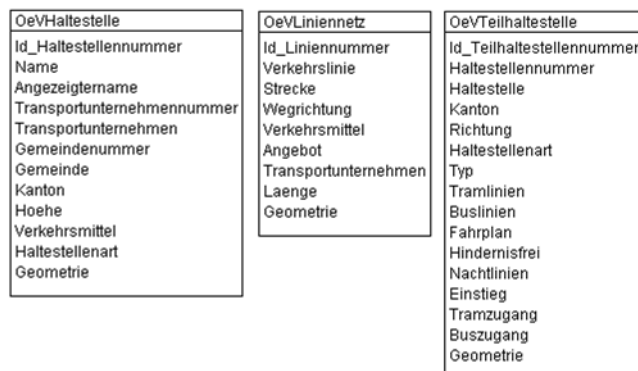 OeVHaltestelle
Id_Haltestellennummer
Name
Angezeigtername
Transportunternehmennummer
Transportunternehmen
Gemeindenummer
Gemeinde
Kanton
Hoehe
Verkehrsmittel
Haltestellenart
Geometrie
OeVLiniennetz
Id_Liniennummer
Verkehrslinie
Strecke
Wegrichtung
Verkehrsmittel
Angebot
Transportunternehmen
Laenge
Geometrie
OeVTeilhaltestelle
Id_Teilhaltestellennummer
Haltestellennummer
Haltestelle
Kanton
Richtung
Haltestellenart
Typ
Tramlinien
Buslinien
Fahrplan
Hindernisfrei
Nachtlinien
Einstieg
Tramzugang
Buszugang
Geometrie